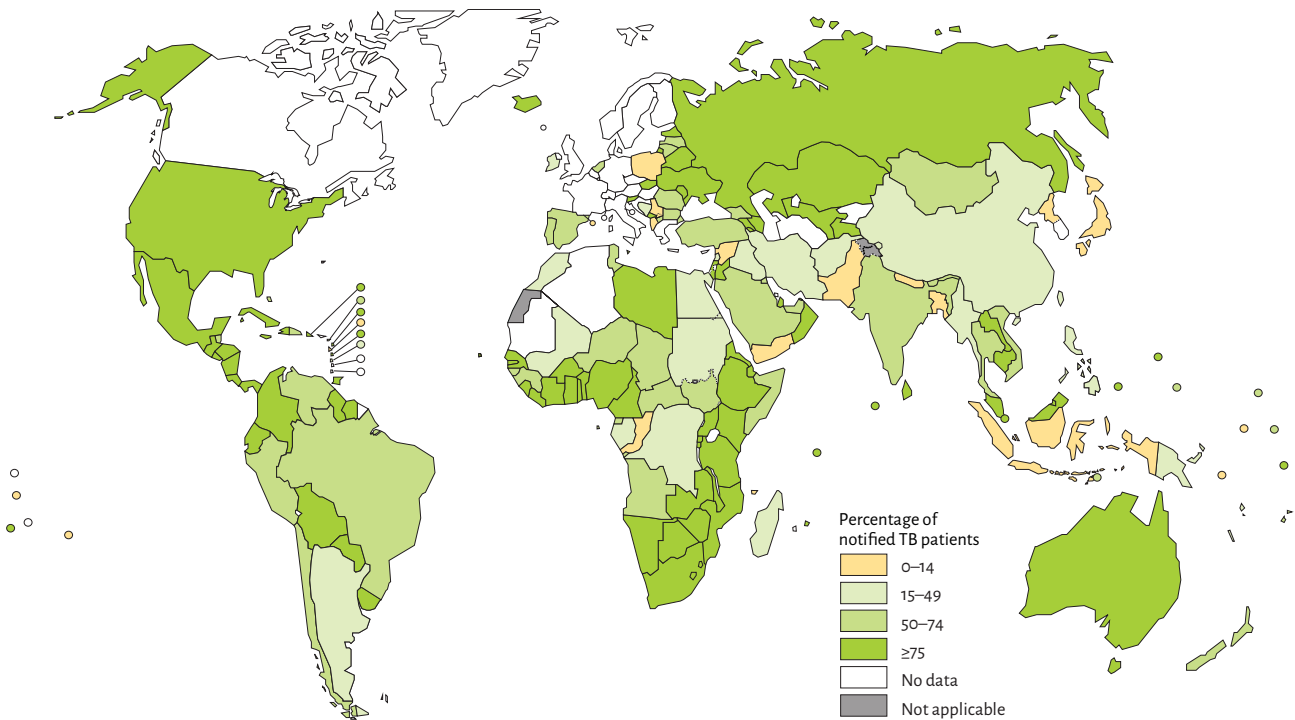 Percentage of
notified TB patients
0–14
15–49
50–74
≥75
No data
Not applicable